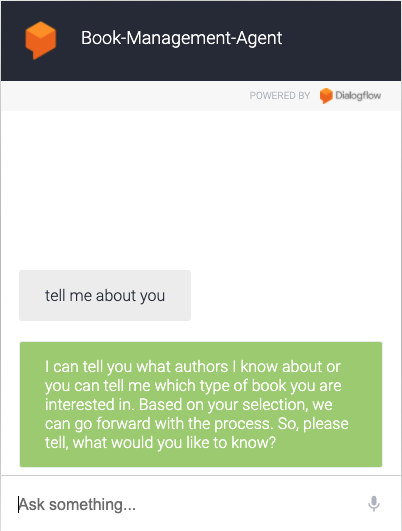 Book-Management-Agent
POWERED BY Dialogflow
tell me about you
I can tell you what authors I know about or
you can tell me which type of book you are
interested in. Based on your selection, we
can go forward with the process. So, please
tell, what would you like to know?
Ask something...